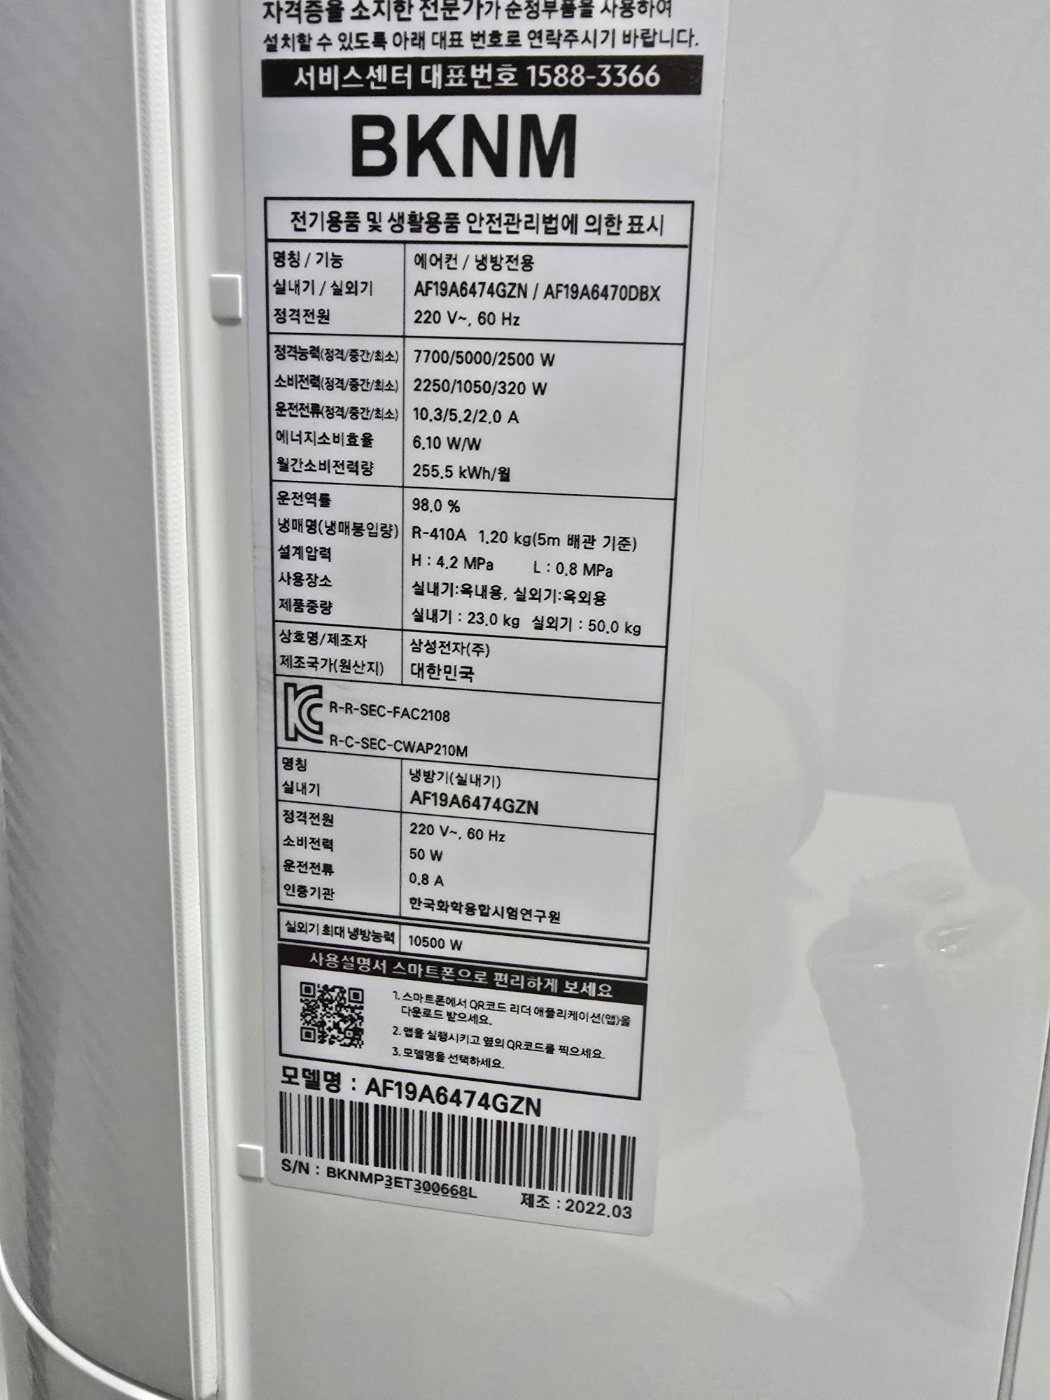 자격증을 소지한 전문가가 순정부품을 사용하여
설치할 수 있도록 아래 대표 번호로 연락주시기 바랍니다.
서비스센터 대표번호 1588-3366
BKNM
전기용품 및 생활용품 안전관리법에 의한 표시
명칭 / 기능 에어컨 / 냉방전용
실내기 / 실외기 AF19A6474GZN / AF19A6470DBX
정격전원 220 V~, 60 Hz
정격능력(정격/중간/최소) 7700/5000/2500 W
소비전력(정격/중간/최소) 2250/1050/320 W
운전전류(정격/중간/최소) 10.3/5.2/2.0 A
에너지소비효율 6.10 W/W
월간소비전력량 255.5 kWh/월
운전역률 98.0 %
냉매명(냉매봉입량) R-410A 1.20 kg(5m 배관 기준)
설계압력 H : 4.2 MPa L : 0.8 MPa
사용장소 실내기:옥내용, 실외기:옥외용
제품중량 실내기 : 23.0 kg 실외기 : 50.0 kg
상호명/제조자 삼성전자(주)
제조국가(원산지) 대한민국
R-R-SEC-FAC2108
R-C-SEC-CWAP210M
명칭 냉방기(실내기)
실내기 AF19A6474GZN
정격전원 220 V~, 60 Hz
소비전력 50 W
운전전류 0.8 A
인증기관 한국화학융합시험연구원
실외기 최대 냉방능력 10500 W
사용설명서 스마트폰으로 편리하게 보세요
1. 스마트폰에서 QR코드 리더 애플리케이션(앱)을
다운로드 받으세요.
2. 앱을 실행시키고 옆의 QR코드를 찍으세요.
3. 모델명을 선택하세요.
모델명 : AF19A6474GZN
S/N : BKNMP3ET300668L 제조 : 2022.03